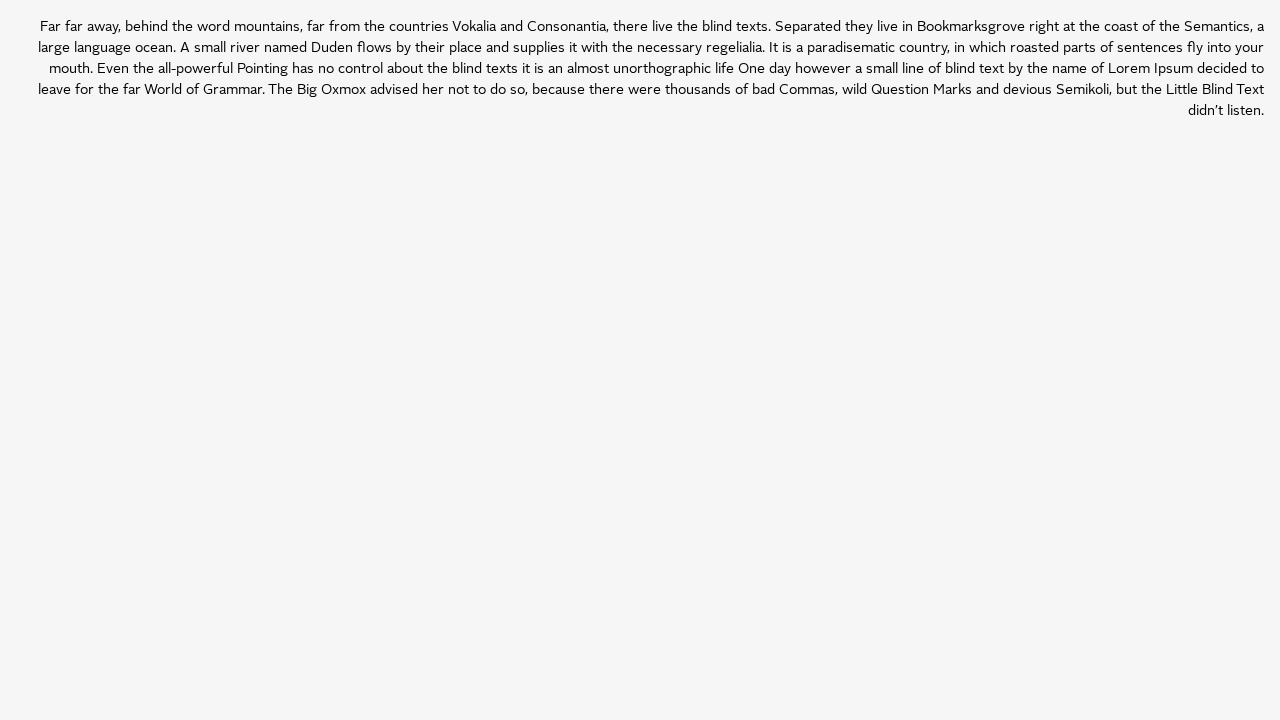 Far far away, behind the word mountains, far from the countries Vokalia and Consonantia, there live the blind texts. Separated they live in Bookmarksgrove right at the coast of the Semantics, a
large language ocean. A small river named Duden flows by their place and supplies it with the necessary regelialia. It is a paradisematic country, in which roasted parts of sentences fly into your
mouth. Even the all-powerful Pointing has no control about the blind texts it is an almost unorthographic life One day however a small line of blind text by the name of Lorem Ipsum decided to
leave for the far World of Grammar. The Big Oxmox advised her not to do so, because there were thousands of bad Commas, wild Question Marks and devious Semikoli, but the Little Blind Text
didn’t listen.